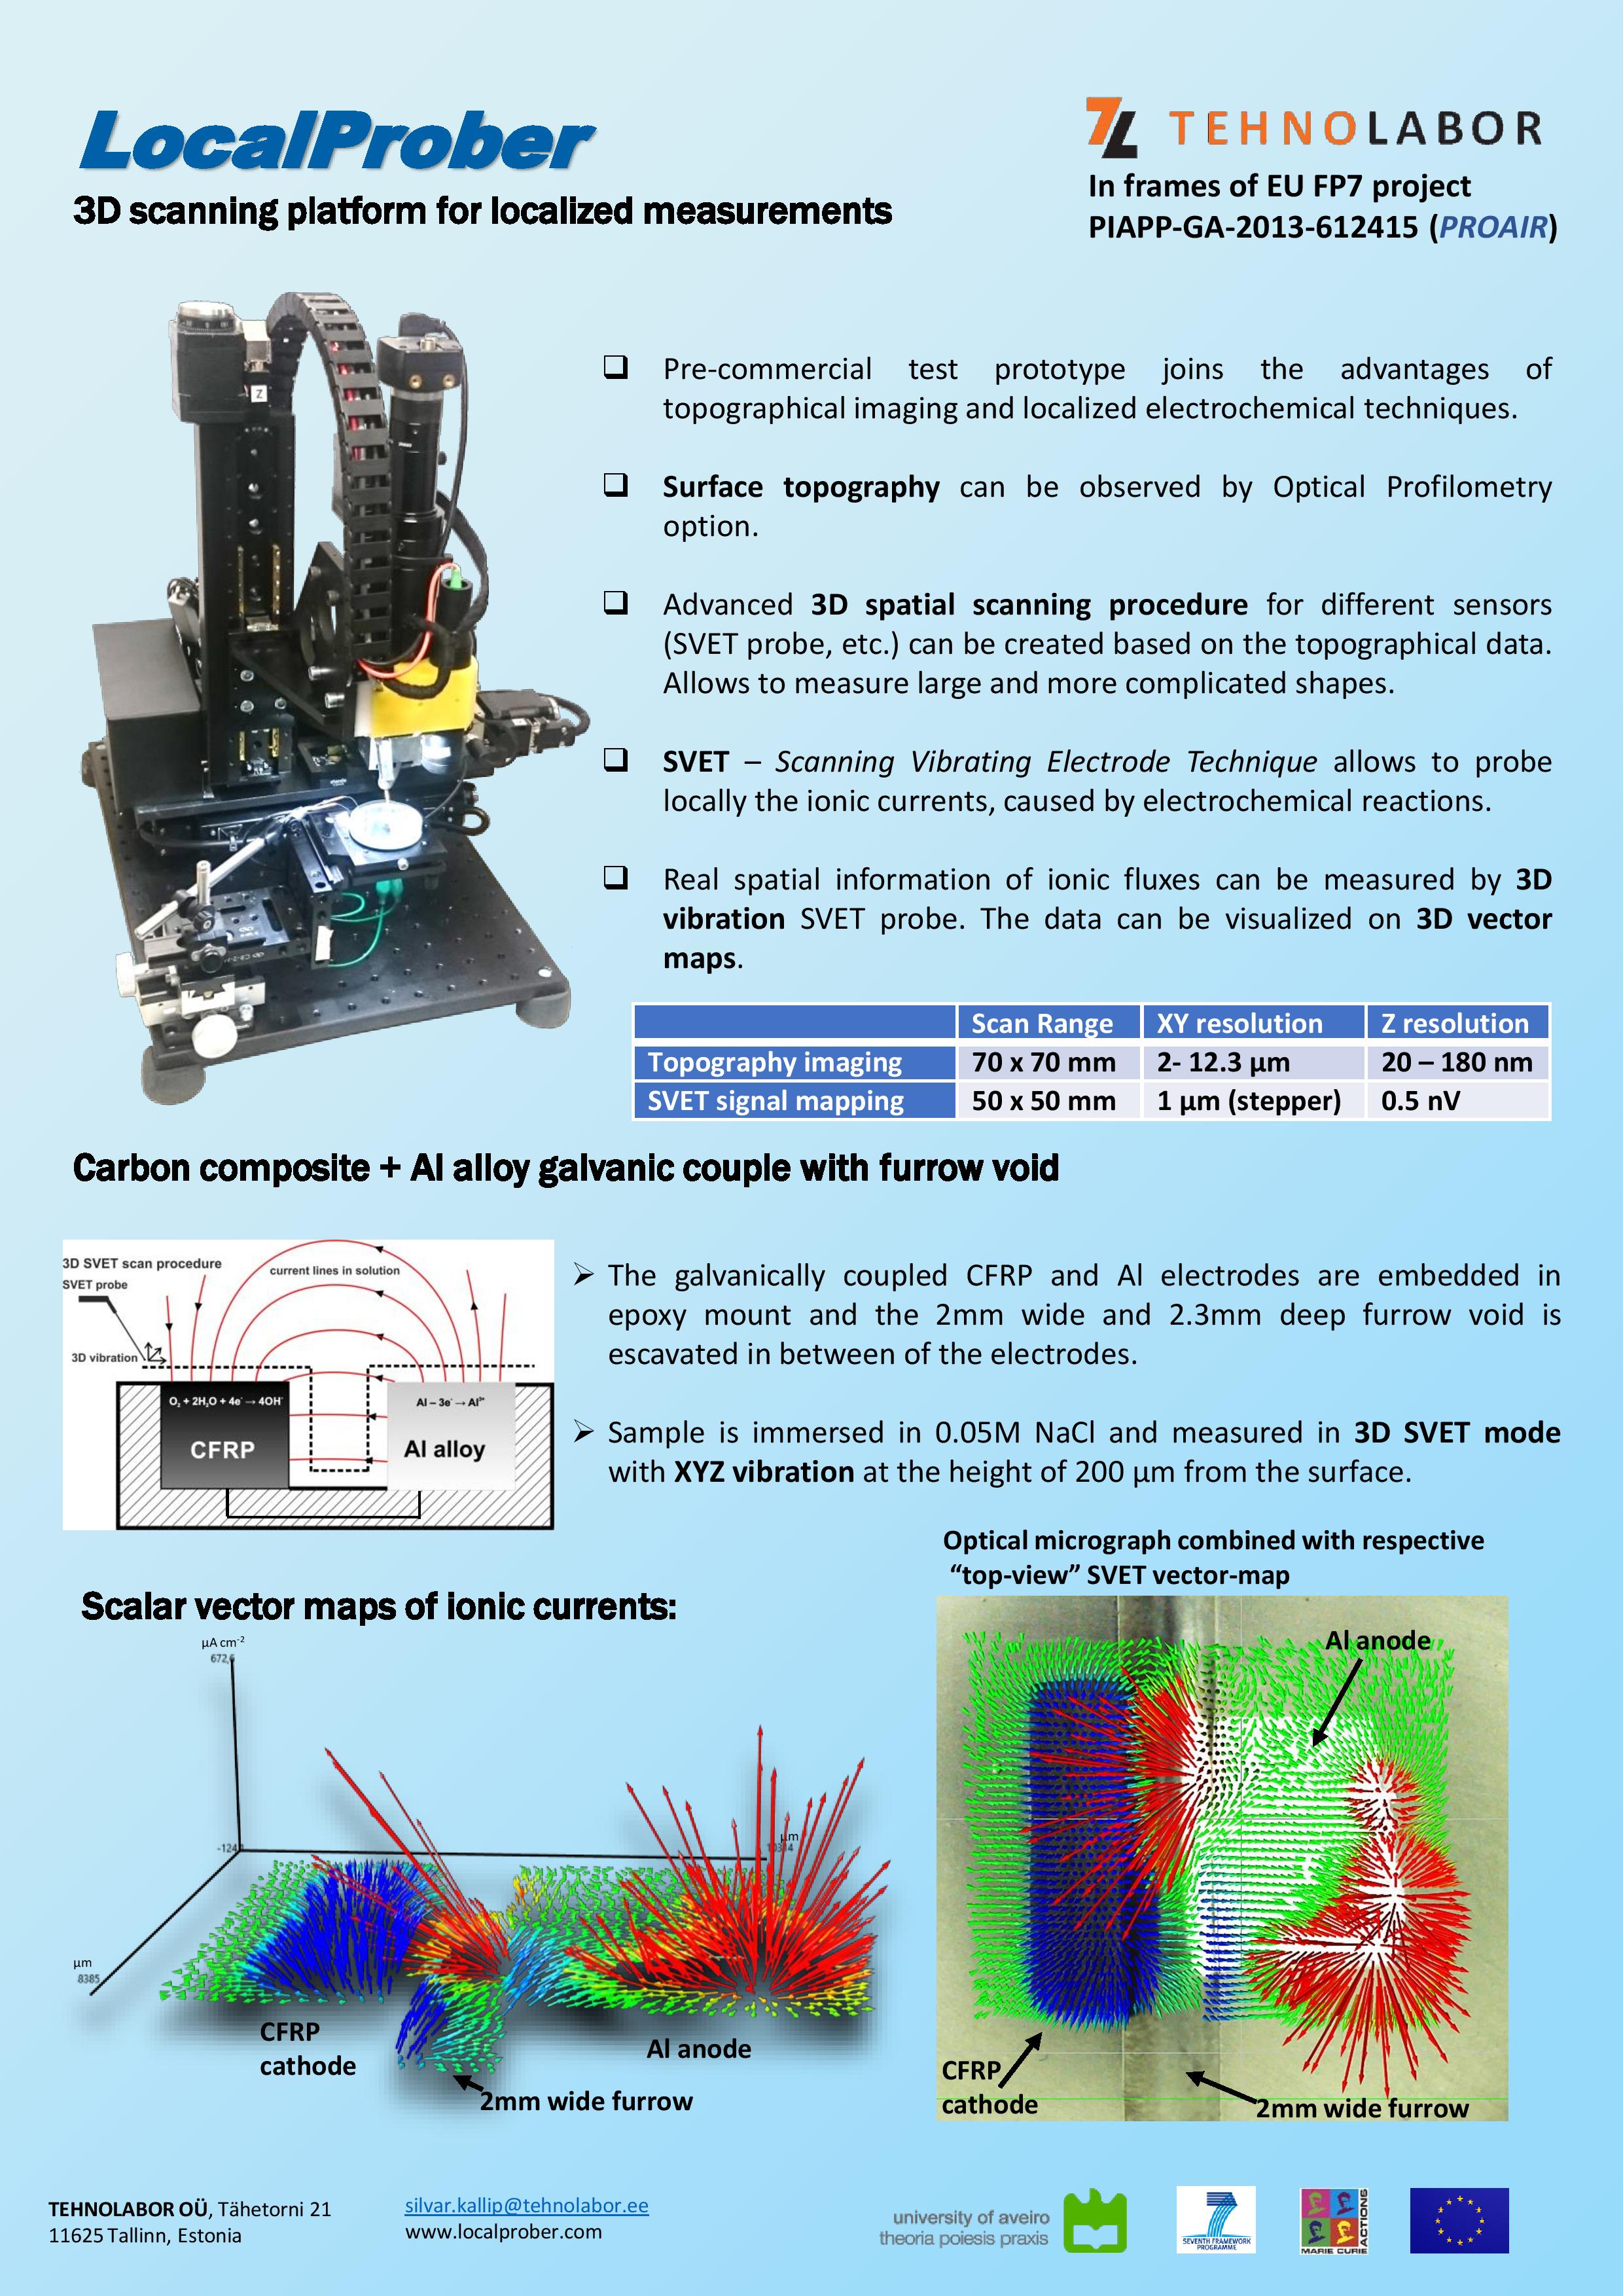 LocalProber
3D scanning platform for localized measurements
TEHNOLABOR
In frames of EU FP7 project
PIAPP-GA-2013-612415 (PROAIR)
Z
Pre-commercial test prototype joins the advantages of
topographical imaging and localized electrochemical techniques.
Surface topography can be observed by Optical Profilometry
option.
Advanced 3D spatial scanning procedure for different sensors
(SVET probe, etc.) can be created based on the topographical data.
Allows to measure large and more complicated shapes.
SVET – Scanning Vibrating Electrode Technique allows to probe
locally the ionic currents, caused by electrochemical reactions.
Real spatial information of ionic fluxes can be measured by 3D
vibration SVET probe. The data can be visualized on 3D vector
maps.
Scan Range XY resolution Z resolution
Topography imaging 70 x 70 mm 2- 12.3 µm 20 – 180 nm
SVET signal mapping 50 x 50 mm 1 µm (stepper) 0.5 nV
Carbon composite + Al alloy galvanic couple with furrow void
3D SVET scan procedure
SVET probe
current lines in solution
3D vibration
O₂ + 2H₂O + 4e⁻ → 4OH⁻
Al – 3e⁻ → Al³⁺
CFRP
Al alloy
The galvanically coupled CFRP and Al electrodes are embedded in
epoxy mount and the 2mm wide and 2.3mm deep furrow void is
escavated in between of the electrodes.
Sample is immersed in 0.05M NaCl and measured in 3D SVET mode
with XYZ vibration at the height of 200 µm from the surface.
Optical micrograph combined with respective
“top-view” SVET vector-map
Scalar vector maps of ionic currents:
µA cm⁻²
672,6
-124
µm
µm
8385
CFRP
cathode
Al anode
2mm wide furrow
Al anode
CFRP
cathode
2mm wide furrow
TEHNOLABOR OÜ, Tähetorni 21
11625 Tallinn, Estonia
silvar.kallip@tehnolabor.ee
www.localprober.com
university of aveiro
theoria poiesis praxis
SEVENTH FRAMEWORK
PROGRAMME
MARIE CURIE
ACTIONS